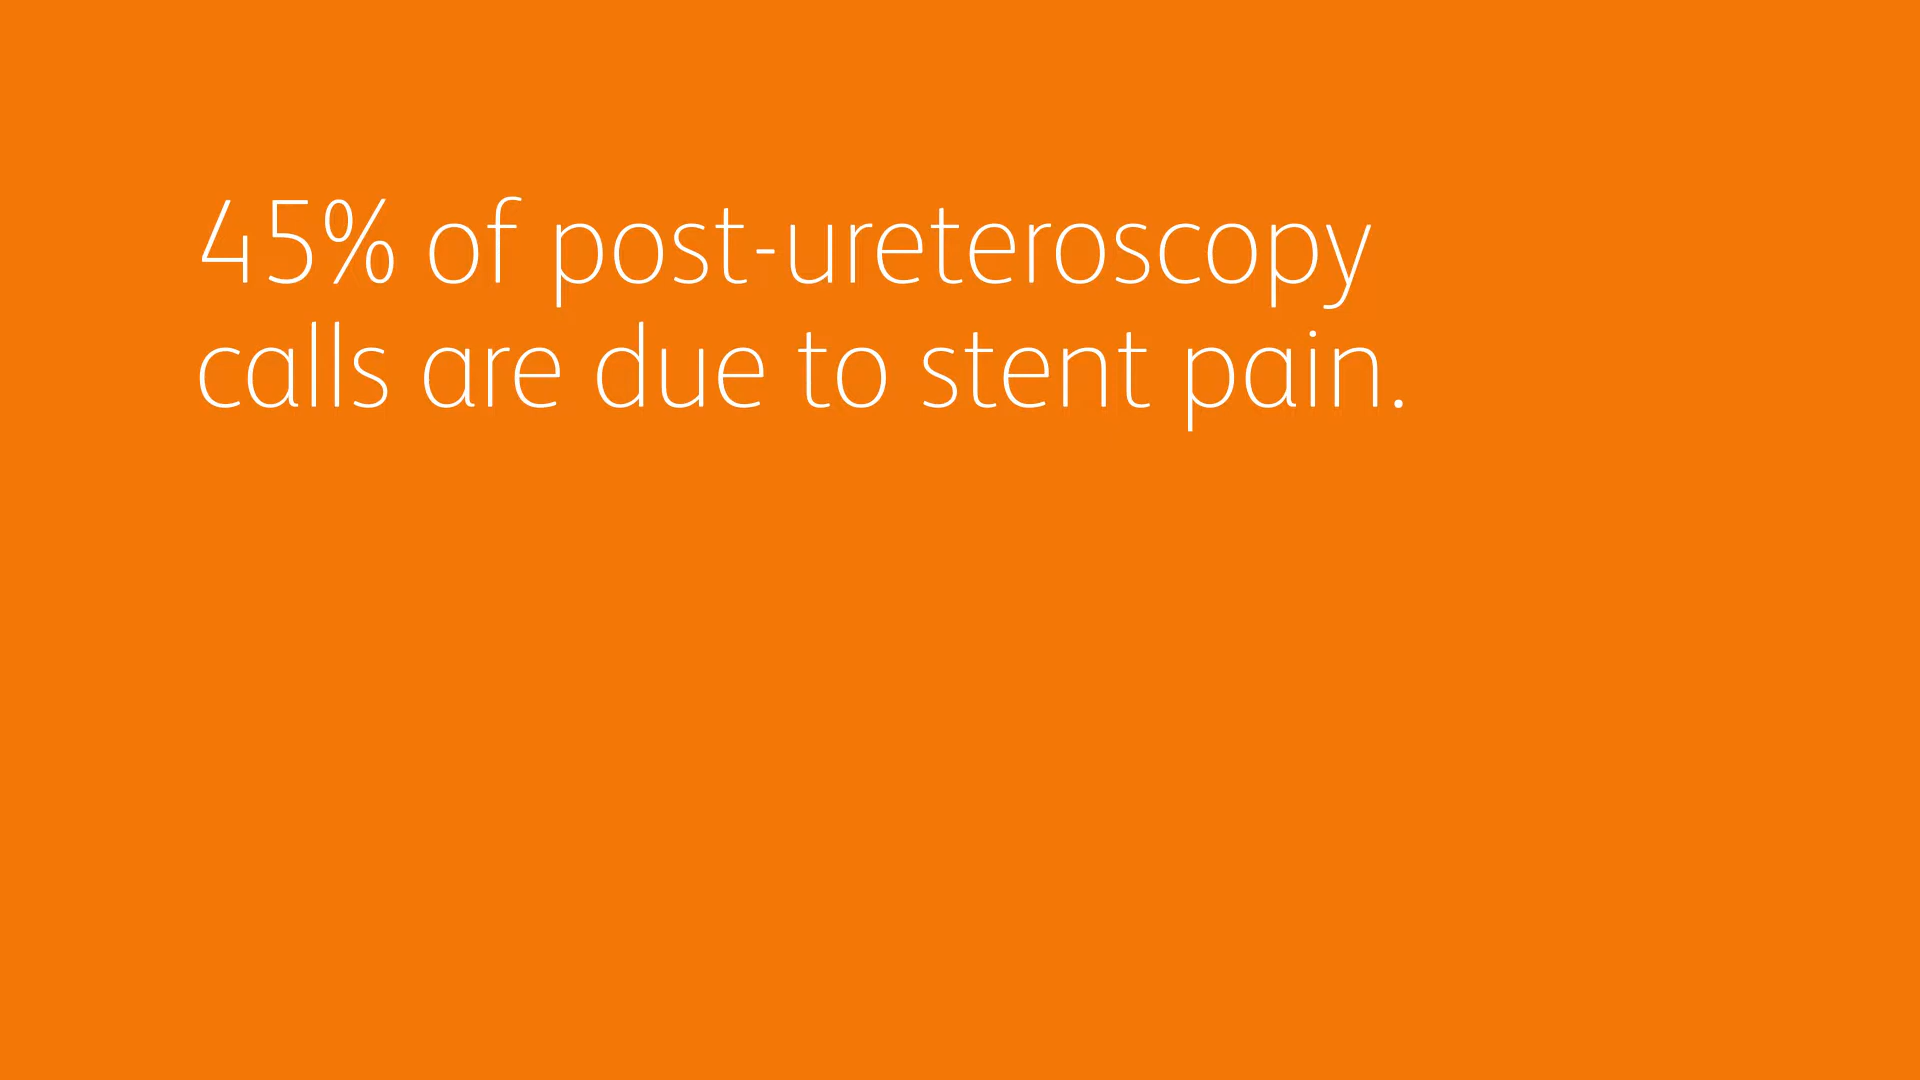 45% of post-ureteroscopy
calls are due to stent pain.